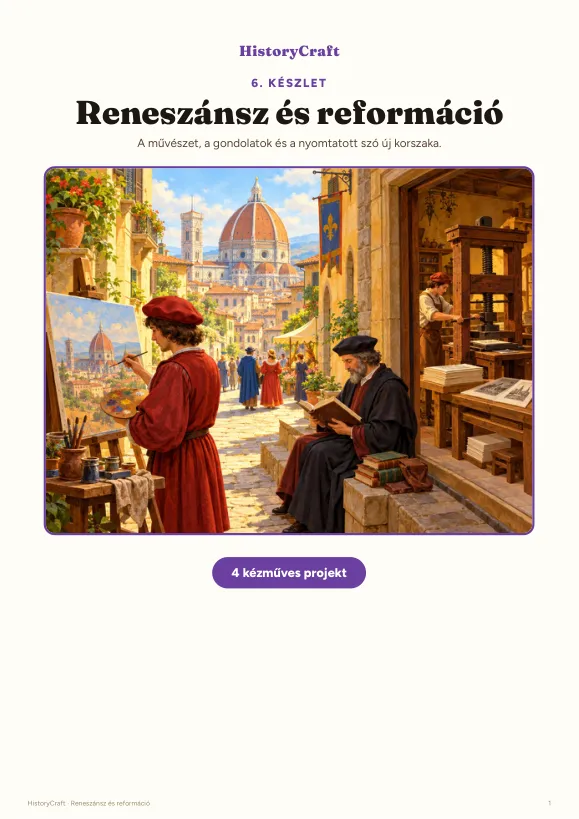 HistoryCraft
6. KÉSZLET
Reneszánsz és reformáció
A művészet, a gondolatok és a nyomtatott szó új korszaka.
4 kézműves projekt
HistoryCraft · Reneszánsz és reformáció
1